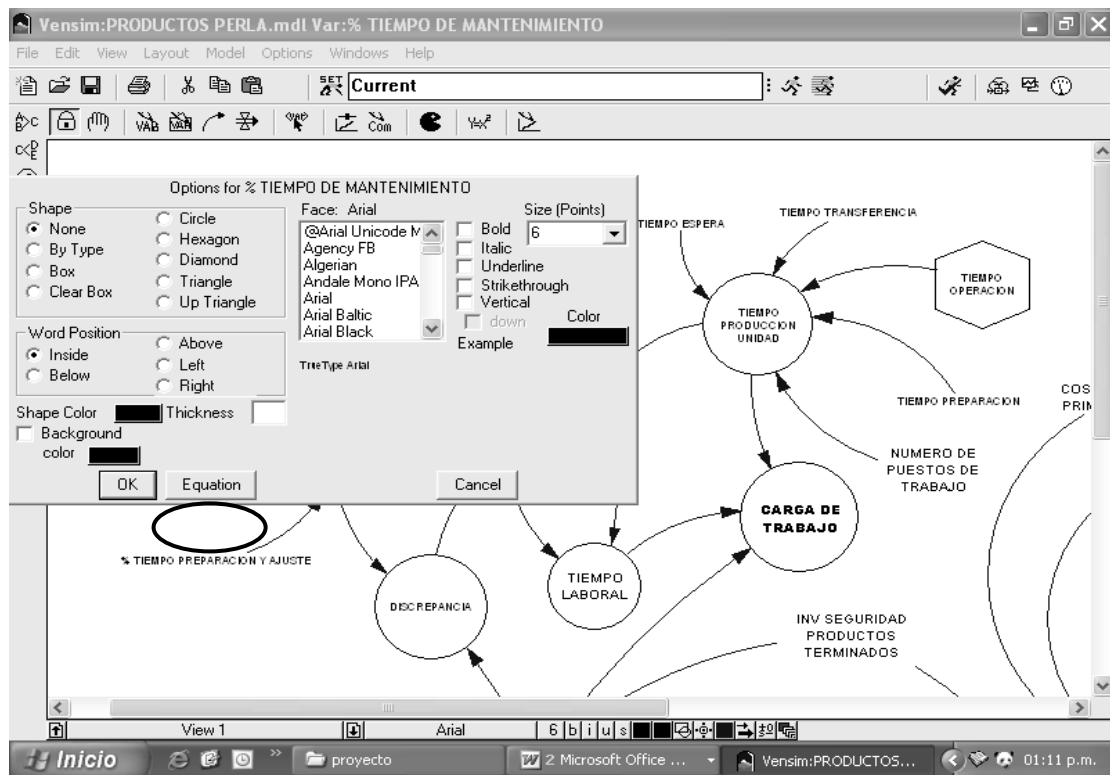 Vensim:PRODUCTOS PERLA.mdl Var:% TIEMPO DE MANTENIMIENTO
File Edit View Layout Model Options Windows Help
SET Current
VAB VAR VAB Com
Options for % TIEMPO DE MANTENIMIENTO
Shape
None
By Type
Box
Clear Box
Circle
Hexagon
Diamond
Triangle
Up Triangle
Word Position
Inside
Below
Above
Left
Right
Shape Color
Thickness
Background
color
Face: Arial
@Arial Unicode M
Agency FB
Algerian
Andale Mono IPA
Arial
Arial Baltic
Arial Black
TrueType Arial
Bold
Italic
Underline
Strikethrough
Vertical
down
Size (Points)
6
Color
Example
OK Equation Cancel
TIEMPO ESPERA
TIEMPO TRANSFERENCIA
TIEMPO
OPERACION
TIEMPO
PRODUCCION
UNIDAD
TIEMPO PREPARACION
COS
PRIM
NUMERO DE
PUESTOS DE
TRABAJO
CARGA DE
TRABAJO
% TIEMPO PREPARACION Y AJUSTE
DISCREPANCIA
TIEMPO
LABORAL
INV SEGURIDAD
PRODUCTOS
TERMINADOS
View 1 Arial 6 b i u s
Inicio » proyecto 2 Microsoft Office ... Vensim:PRODUCTOS... 01:11 p.m.